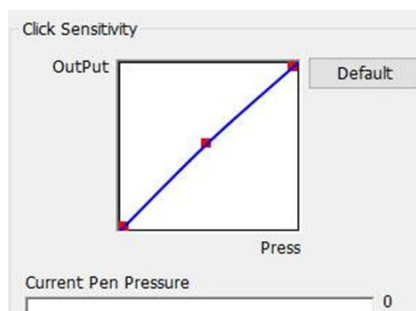 Click Sensitivity
OutPut
Default
Press
Current Pen Pressure
0